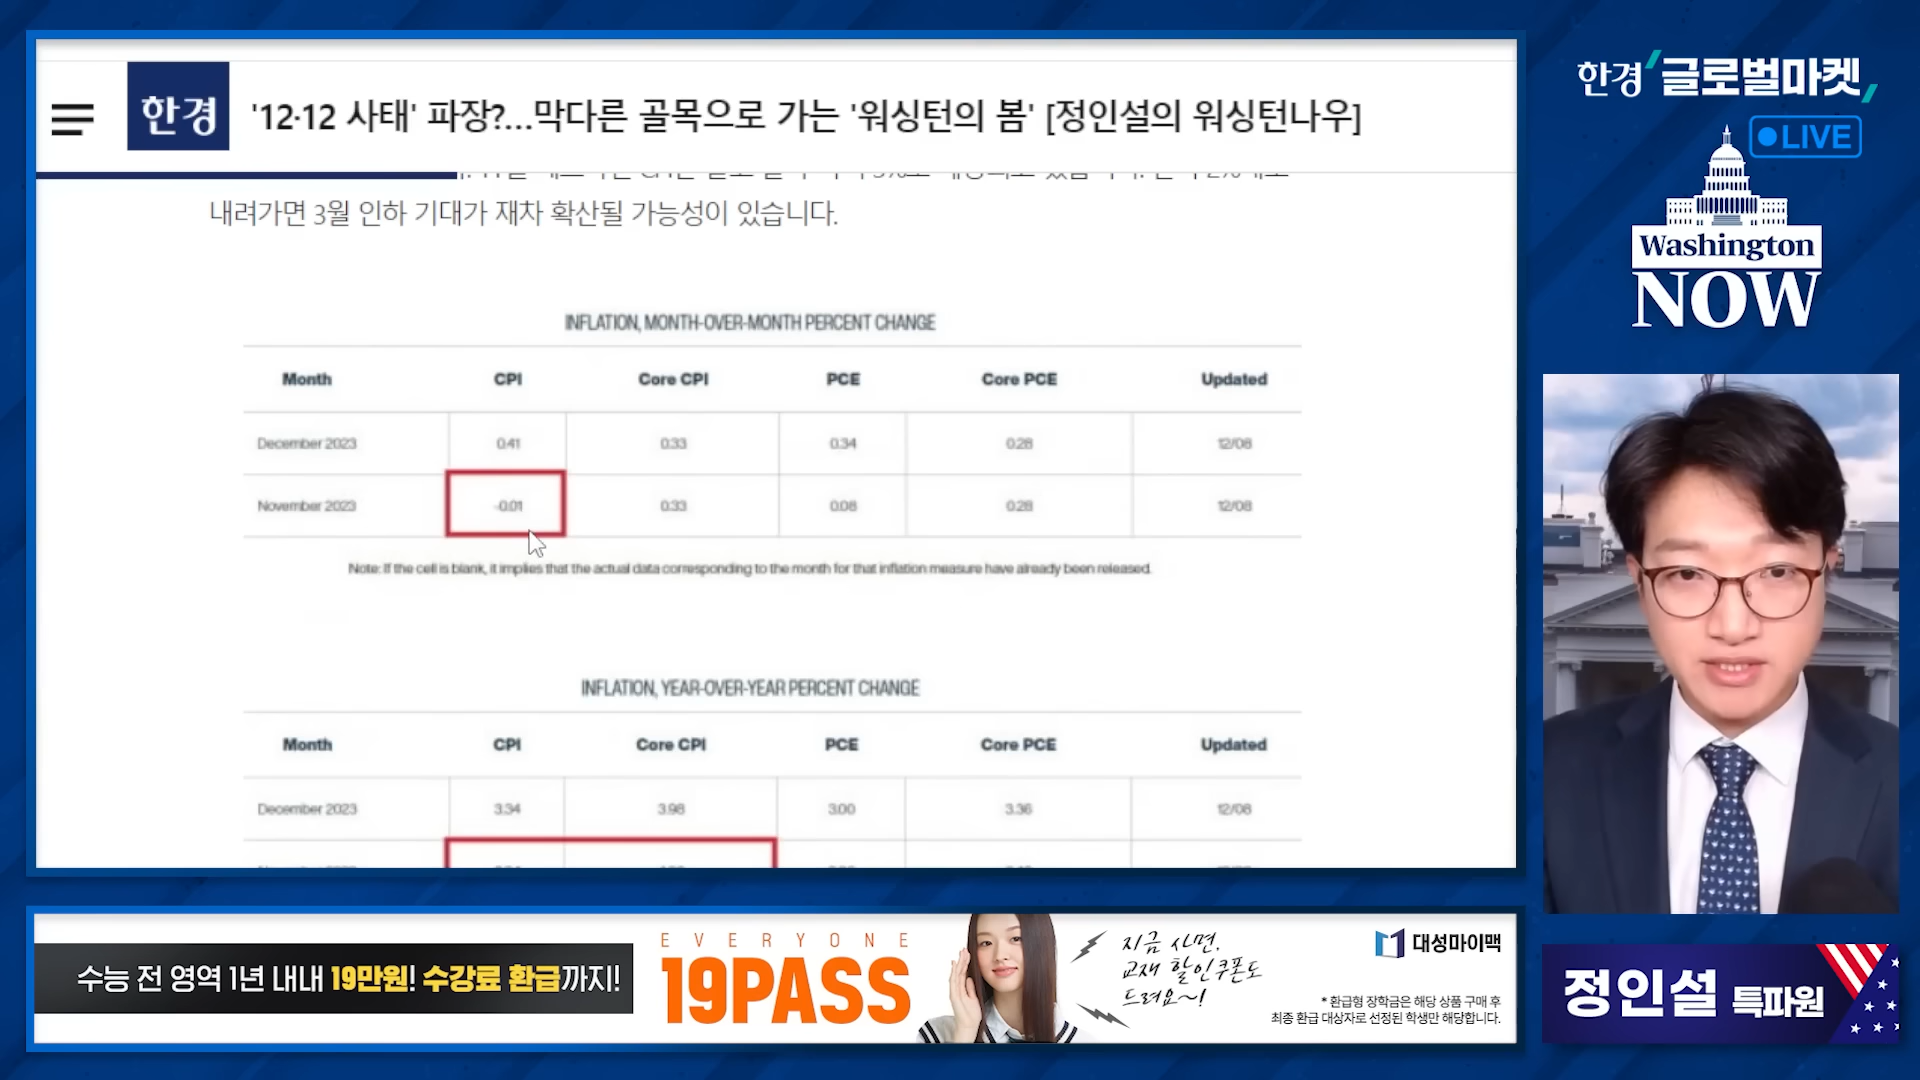 한경 '12·12 사태' 파장?...막다른 골목으로 가는 '워싱턴의 봄' [정인설의 워싱턴나우]
내려가면 3월 인하 기대가 재차 확산될 가능성이 있습니다.
INFLATION, MONTH-OVER-MONTH PERCENT CHANGE
Month CPI Core CPI PCE Core PCE Updated
December 2023 0.41 0.33 0.34 0.28 12/08
November 2023 -0.01 0.33 0.08 0.28 12/08
Note: If the cell is blank, it implies that the actual data corresponding to the month for that inflation measure have already been released.
INFLATION, YEAR-OVER-YEAR PERCENT CHANGE
Month CPI Core CPI PCE Core PCE Updated
December 2023 3.34 3.98 3.00 3.36 12/08
한경 글로벌마켓
LIVE
Washington
NOW
정인설 특파원
수능 전 영역 1년 내내 19만원! 수강료 환급까지!
EVERYONE
19PASS
지금 사면,
교재 할인쿠폰도
드려요~!
대성마이맥
* 환급형 장학금은 해당 상품 구매 후
최종 환급 대상자로 선정된 학생만 해당합니다.